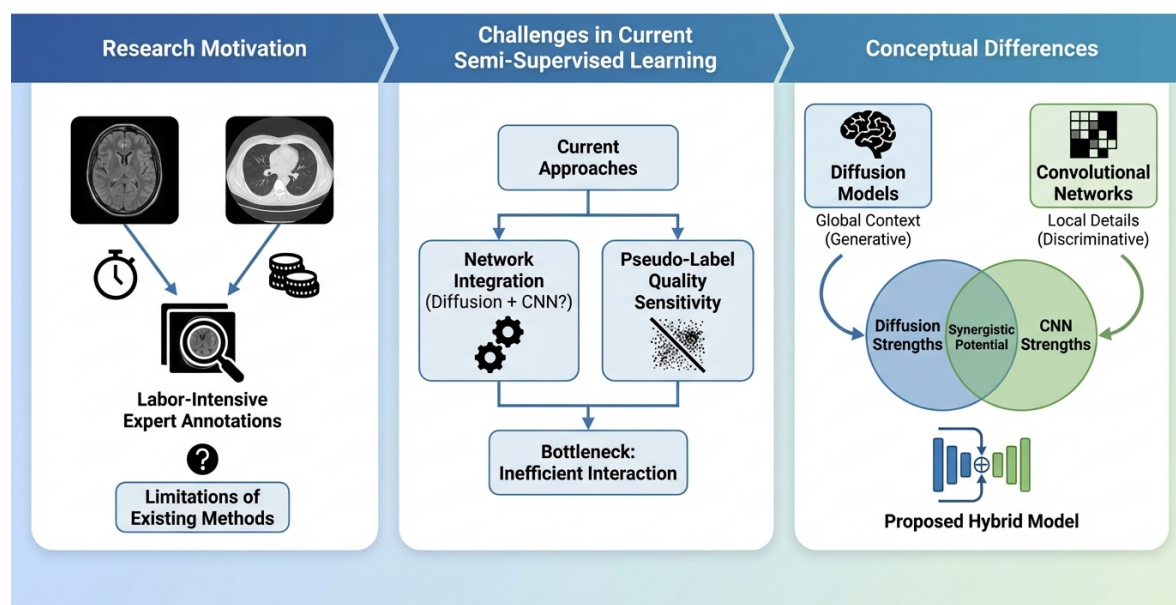 Research Motivation
Labor-Intensive
Expert Annotations
?
Limitations of
Existing Methods
Challenges in Current
Semi-Supervised Learning
Current
Approaches
Network
Integration
(Diffusion + CNN?)
Pseudo-Label
Quality
Sensitivity
Bottleneck:
Inefficient Interaction
Conceptual Differences
Diffusion
Models
Global Context
(Generative)
Convolutional
Networks
Local Details
(Discriminative)
Diffusion
Strengths
Synergistic
Potential
CNN
Strengths
Proposed Hybrid Model